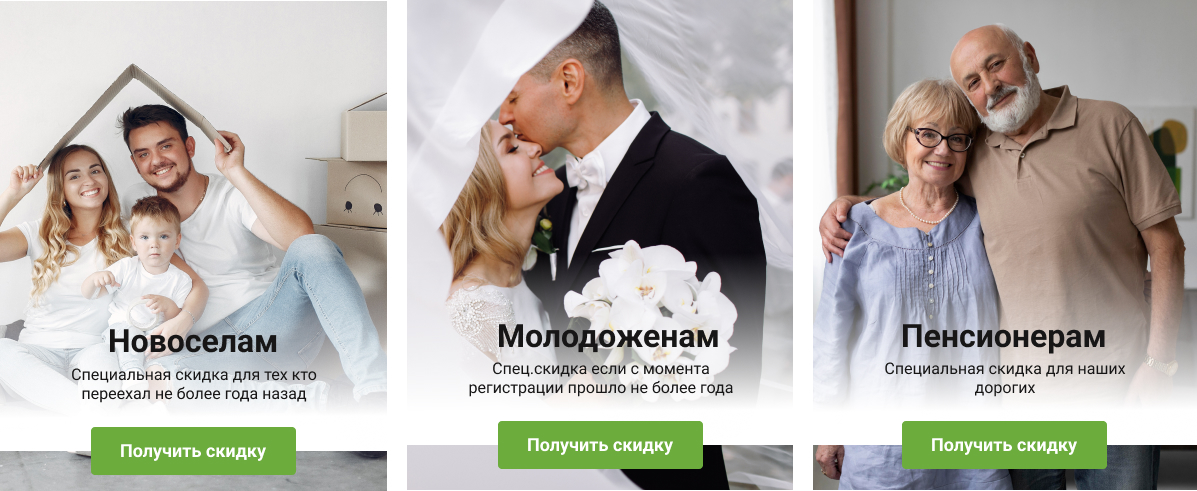 Новоселам
Специальная скидка для тех кто
переехал не более года назад
Получить скидку
Молодоженам
Спец.скидка если с момента
регистрации прошло не более года
Получить скидку
Пенсионерам
Специальная скидка для наших
дорогих
Получить скидку